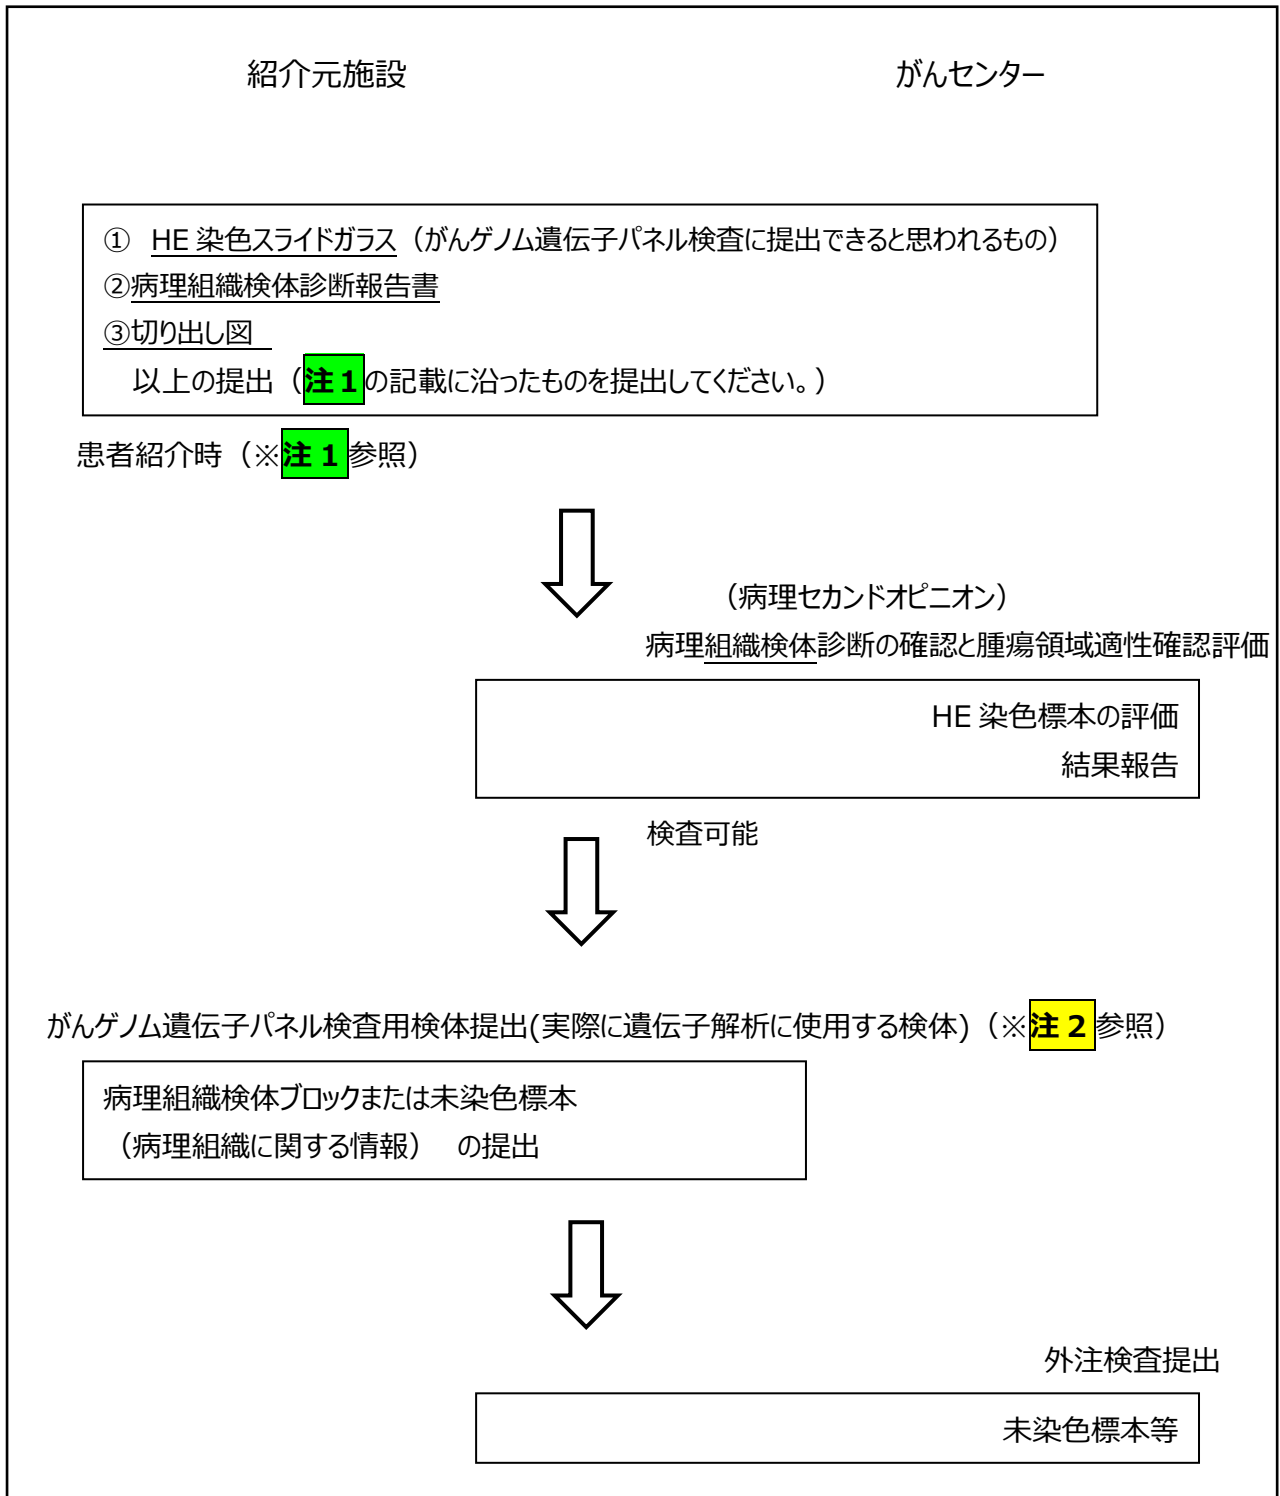 紹介元施設 がんセンター
① HE 染色スライドガラス（がんゲノム遺伝子パネル検査に提出できると思われるもの）
②病理組織検体診断報告書
③切り出し図
以上の提出（注１の記載に沿ったものを提出してください。）
患者紹介時（※注 1 参照）
（病理セカンドオピニオン）
病理組織検体診断の確認と腫瘍領域適性確認評価
HE 染色標本の評価
結果報告
検査可能
がんゲノム遺伝子パネル検査用検体提出(実際に遺伝子解析に使用する検体)（※注 2 参照）
病理組織検体ブロックまたは未染色標本
（病理組織に関する情報） の提出
外注検査提出
未染色標本等